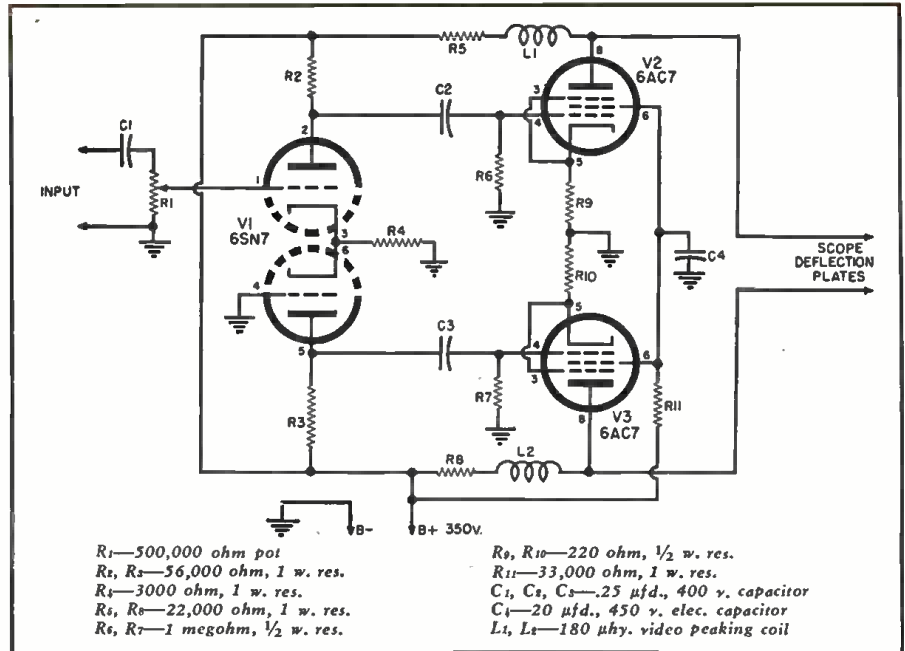 R5
L1
8
V2
6AC7
R2
C2
3
4
6
5
2
C1
1
INPUT
R1
R6
R9
V1
6SN7
3
6
R4
C4
SCOPE
DEFLECTION
PLATES
R10
4
5
C3
5
4
3
6
R7
V3
6AC7
R11
R3
8
R8
L2
B-
B+ 350V.
R1—500,000 ohm pot
R2, R3—56,000 ohm, 1 w. res.
R4—3000 ohm, 1 w. res.
R5, R8—22,000 ohm, 1 w. res.
R6, R7—1 megohm, 1/2 w. res.
R9, R10—220 ohm, 1/2 w. res.
R11—33,000 ohm, 1 w. res.
C1, C2, C3—.25 μfd., 400 v. capacitor
C4—20 μfd., 450 v. elec. capacitor
L1, L2—180 μhy. video peaking coil